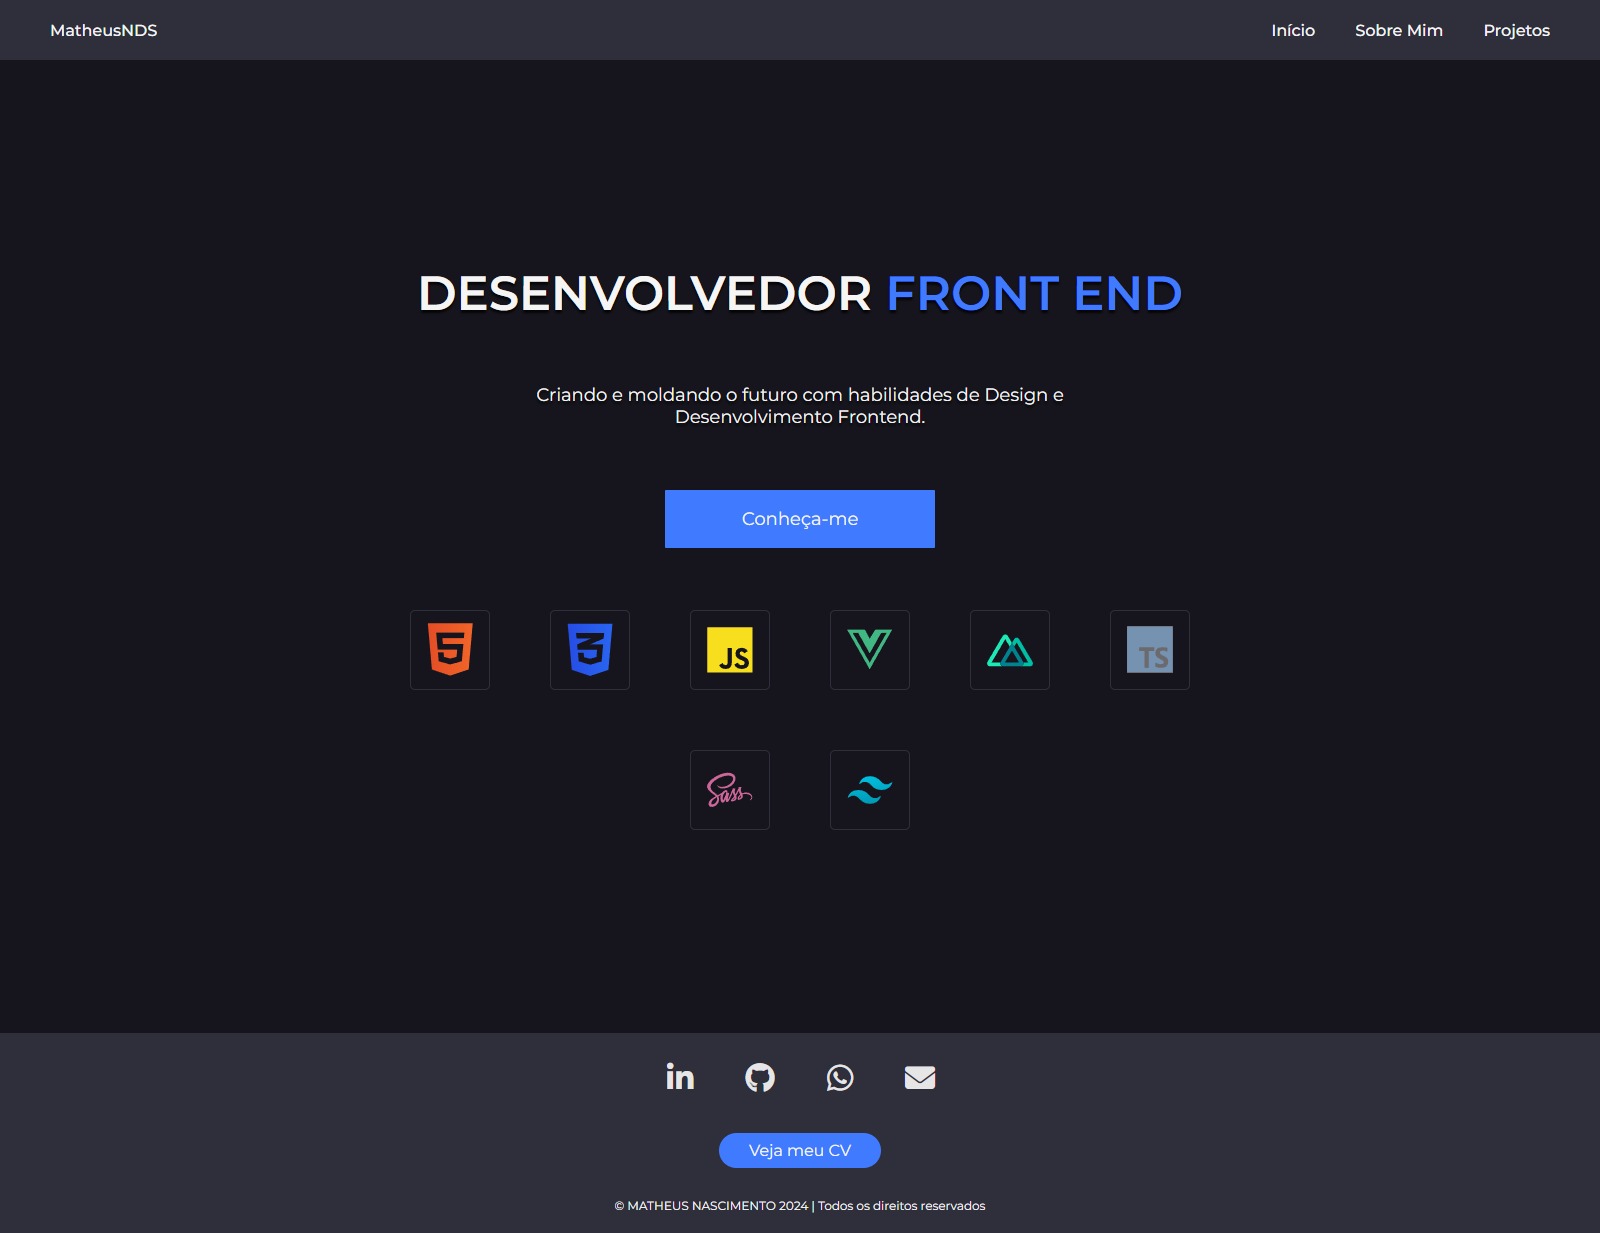 MatheusNDS
Início
Sobre Mim
Projetos
DESENVOLVEDOR FRONT END
Criando e moldando o futuro com habilidades de Design e
Desenvolvimento Frontend.
Conheça-me
5
3
JS
TS
Sass
in
Veja meu CV
© MATHEUS NASCIMENTO 2024 | Todos os direitos reservados